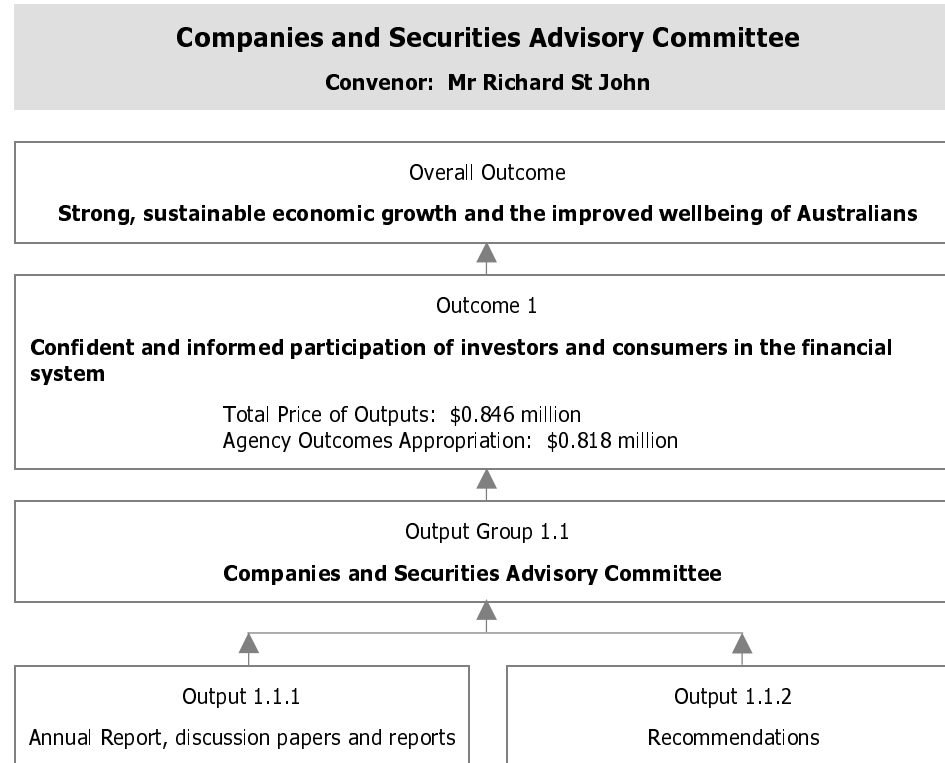 Companies and Securities Advisory Committee
Convenor: Mr Richard St John
Overall Outcome
Strong, sustainable economic growth and the improved wellbeing of Australians
Outcome 1
Confident and informed participation of investors and consumers in the financial
system
Total Price of Outputs: $0.846 million
Agency Outcomes Appropriation: $0.818 million
Output Group 1.1
Companies and Securities Advisory Committee
Output 1.1.1
Annual Report, discussion papers and reports
Output 1.1.2
Recommendations